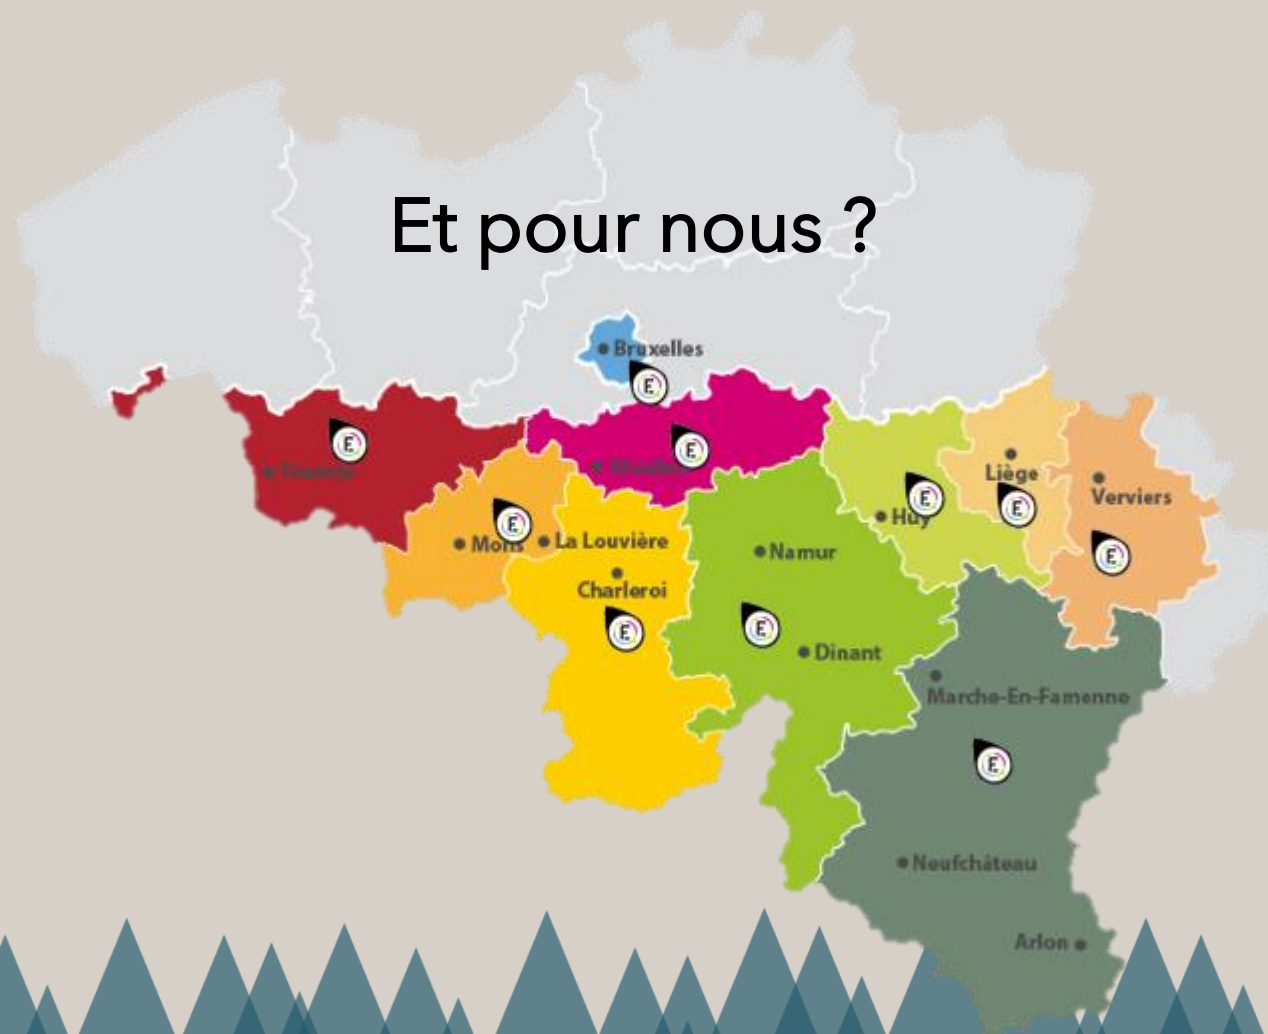 Et pour nous ?
Bruxelles
E
E
E
Liège
Verviers
E
E
Huy
E
Mons
La Louvière
Namur
E
Charleroi
E
E
Dinant
Marche-En-Famenne
E
Neufchâteau
Arlon